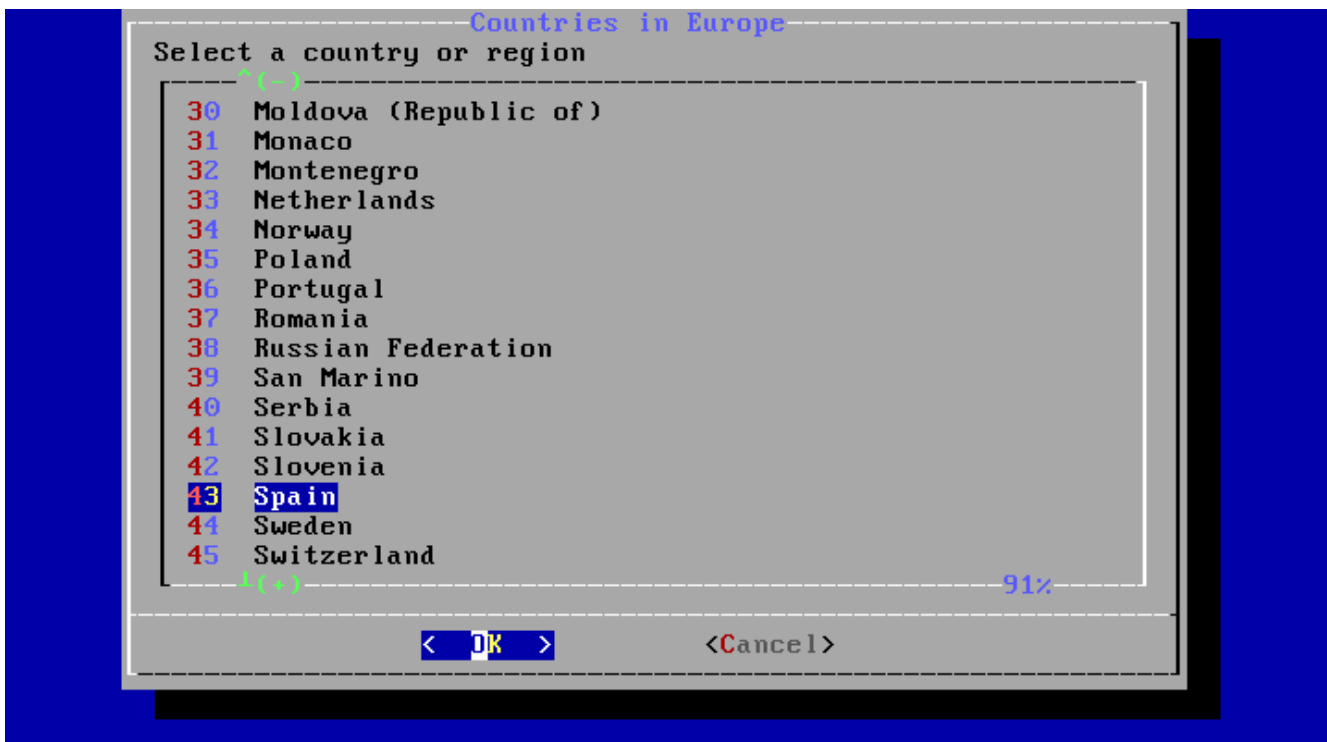 Countries in Europe
Select a country or region
^(-)
30 Moldova (Republic of)
31 Monaco
32 Montenegro
33 Netherlands
34 Norway
35 Poland
36 Portugal
37 Romania
38 Russian Federation
39 San Marino
40 Serbia
41 Slovakia
42 Slovenia
43 Spain
44 Sweden
45 Switzerland
(+) 91%
< OK > <Cancel>